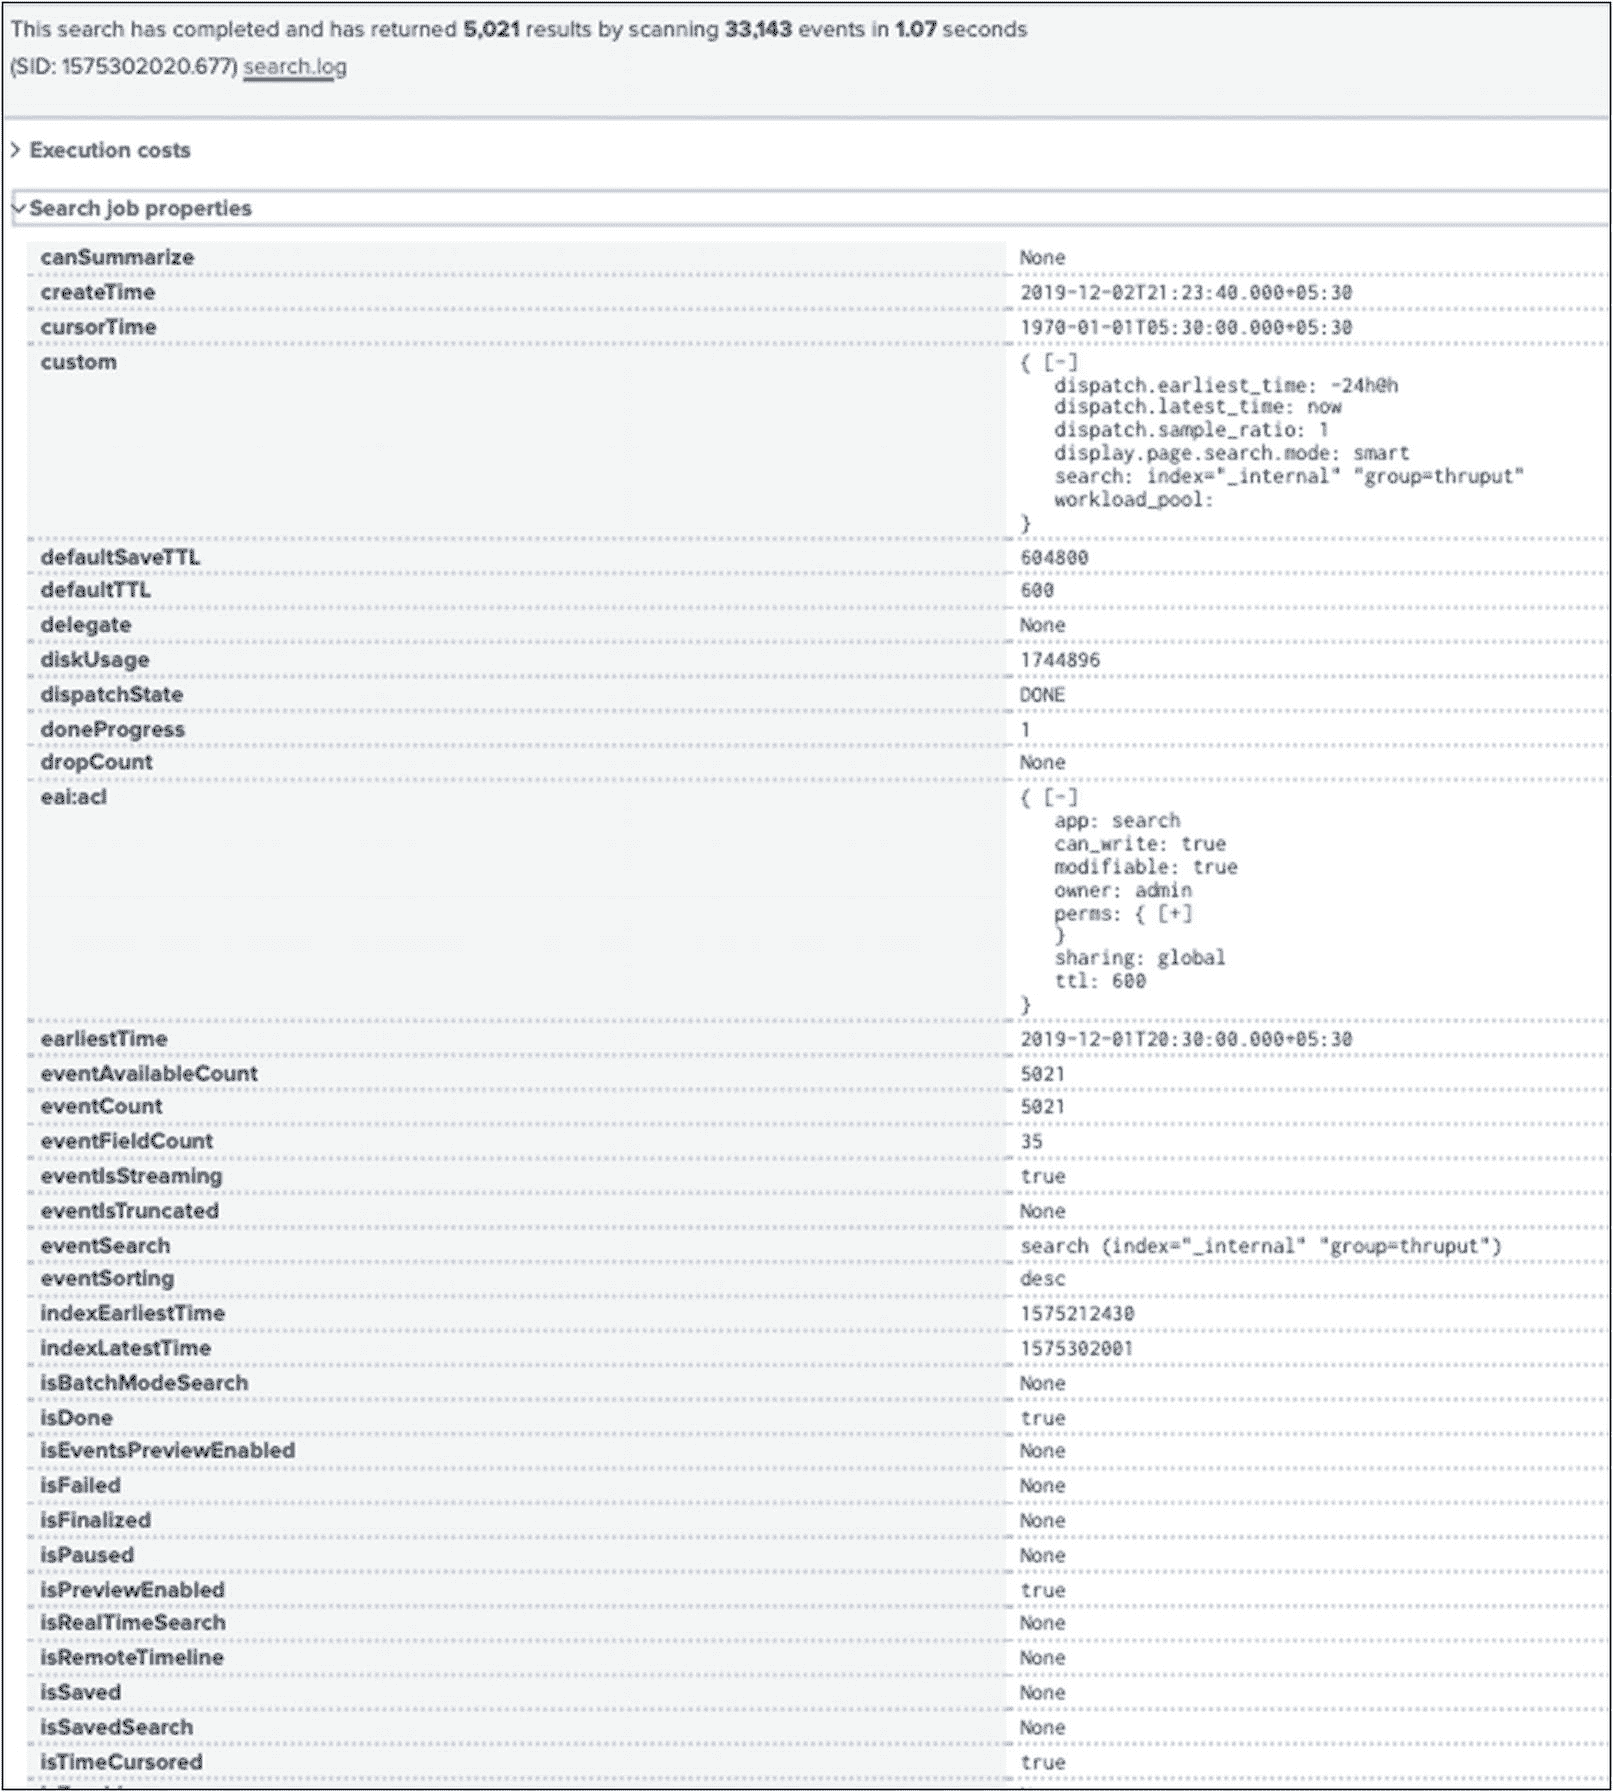 This search has completed and has returned 5,021 results by scanning 33,143 events in 1.07 seconds
(SID: 1575302020.677) search.log
Execution costs
Search job properties
canSummarize None
createTime 2019-12-02T21:23:40.000+05:30
cursorTime 1970-01-01T05:30:00.000+05:30
custom { [-]
dispatch.earliest_time: -24h@h
dispatch.latest_time: now
dispatch.sample_ratio: 1
display.page.search.mode: smart
search: index="_internal" "group=thruput"
workload_pool:
}
defaultSaveTTL 604800
defaultTTL 600
delegate None
diskUsage 1744896
dispatchState DONE
doneProgress 1
dropCount None
eai:acl { [-]
app: search
can_write: true
modifiable: true
owner: admin
perms: { [+]
}
sharing: global
ttl: 600
}
earliestTime 2019-12-01T20:30:00.000+05:30
eventAvailableCount 5021
eventCount 5021
eventFieldCount 35
eventIsStreaming true
eventIsTruncated None
eventSearch search (index="_internal" "group=thruput")
eventSorting desc
indexEarliestTime 1575212430
indexLatestTime 1575302001
isBatchModeSearch None
isDone true
isEventsPreviewEnabled None
isFailed None
isFinalized None
isPaused None
isPreviewEnabled true
isRealTimeSearch None
isRemoteTimeline None
isSaved None
isSavedSearch None
isTimeCursored true